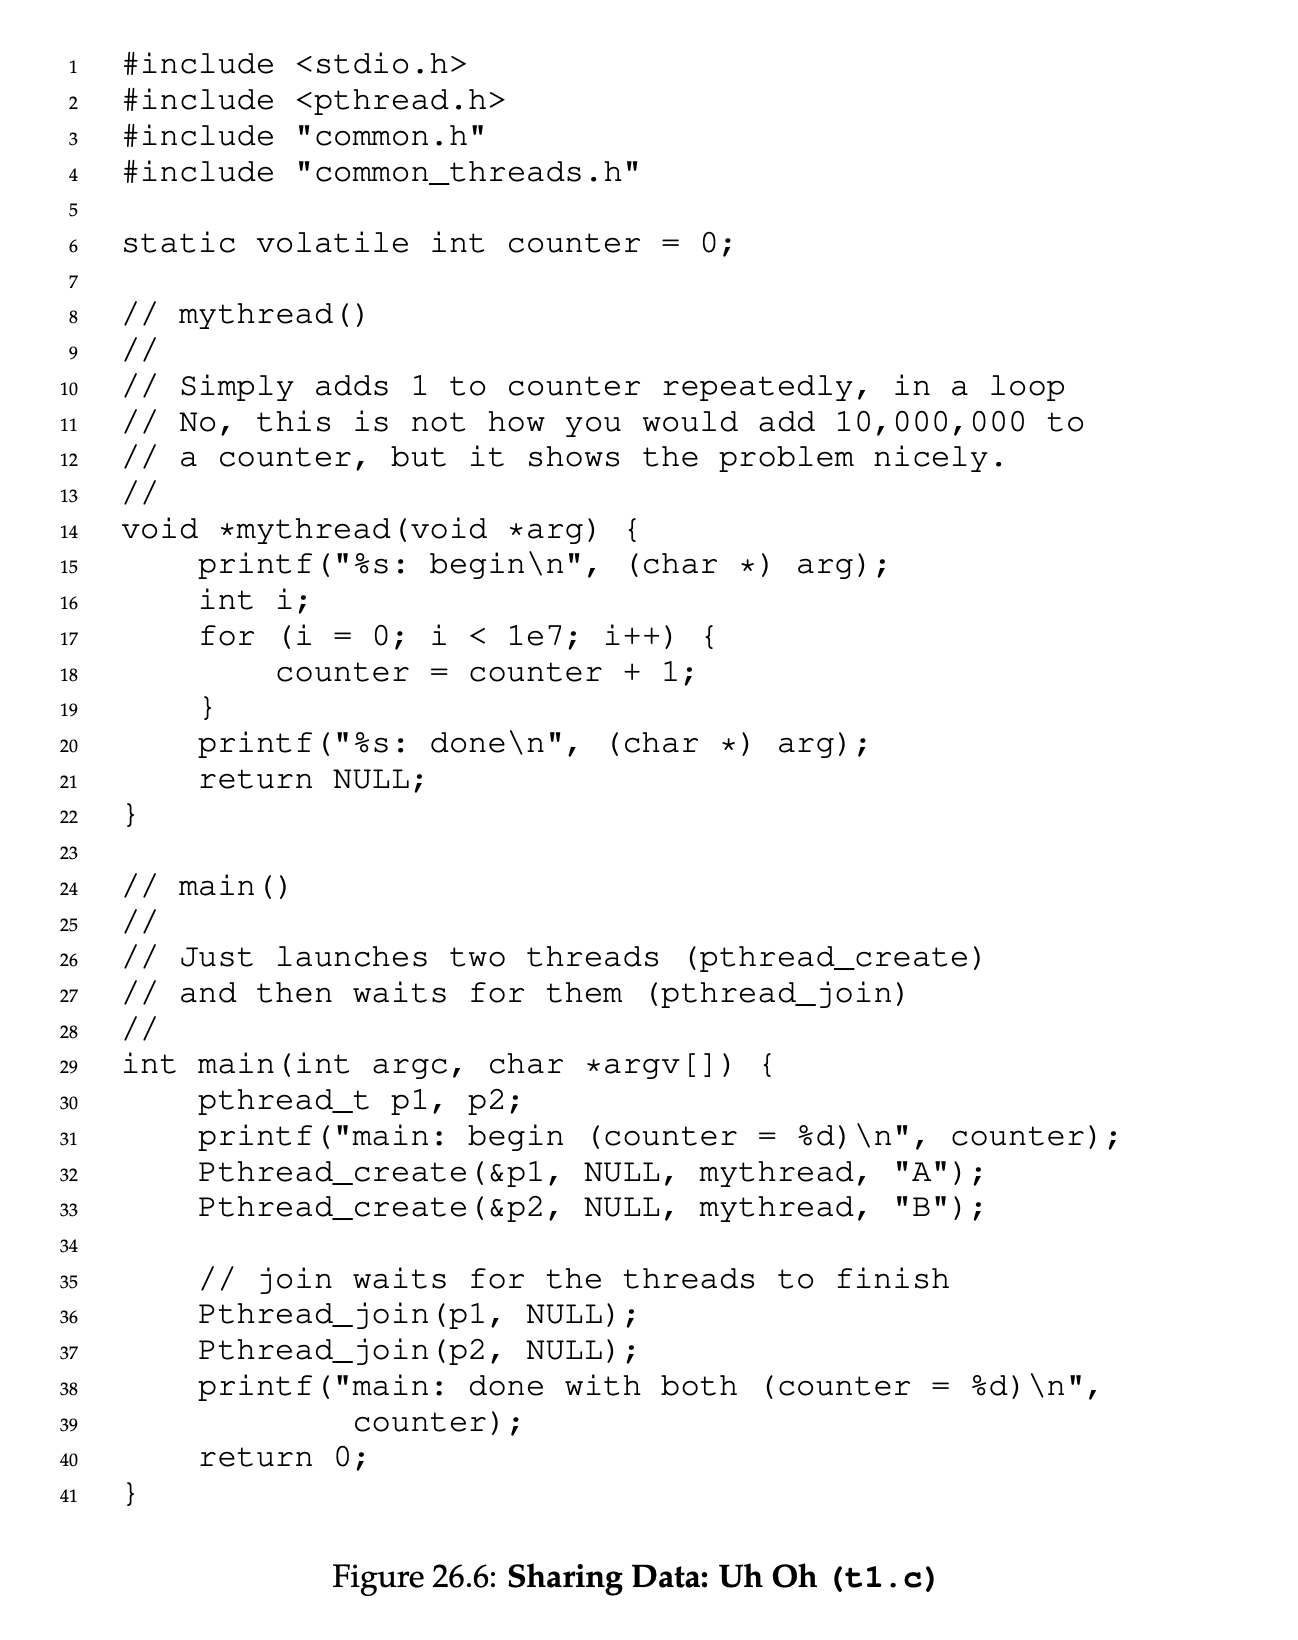 1 #include <stdio.h>
2 #include <pthread.h>
3 #include "common.h"
4 #include "common_threads.h"
5
6 static volatile int counter = 0;
7
8 // mythread()
9 //
10 // Simply adds 1 to counter repeatedly, in a loop
11 // No, this is not how you would add 10,000,000 to
12 // a counter, but it shows the problem nicely.
13 //
14 void *mythread(void *arg) {
15     printf("%s: begin\n", (char *) arg);
16     int i;
17     for (i = 0; i < 1e7; i++) {
18         counter = counter + 1;
19     }
20     printf("%s: done\n", (char *) arg);
21     return NULL;
22 }
23
24 // main()
25 //
26 // Just launches two threads (pthread_create)
27 // and then waits for them (pthread_join)
28 //
29 int main(int argc, char *argv[]) {
30     pthread_t p1, p2;
31     printf("main: begin (counter = %d)\n", counter);
32     Pthread_create(&p1, NULL, mythread, "A");
33     Pthread_create(&p2, NULL, mythread, "B");
34
35     // join waits for the threads to finish
36     Pthread_join(p1, NULL);
37     Pthread_join(p2, NULL);
38     printf("main: done with both (counter = %d)\n",
39             counter);
40     return 0;
41 }
Figure 26.6: Sharing Data: Uh Oh (t1.c)